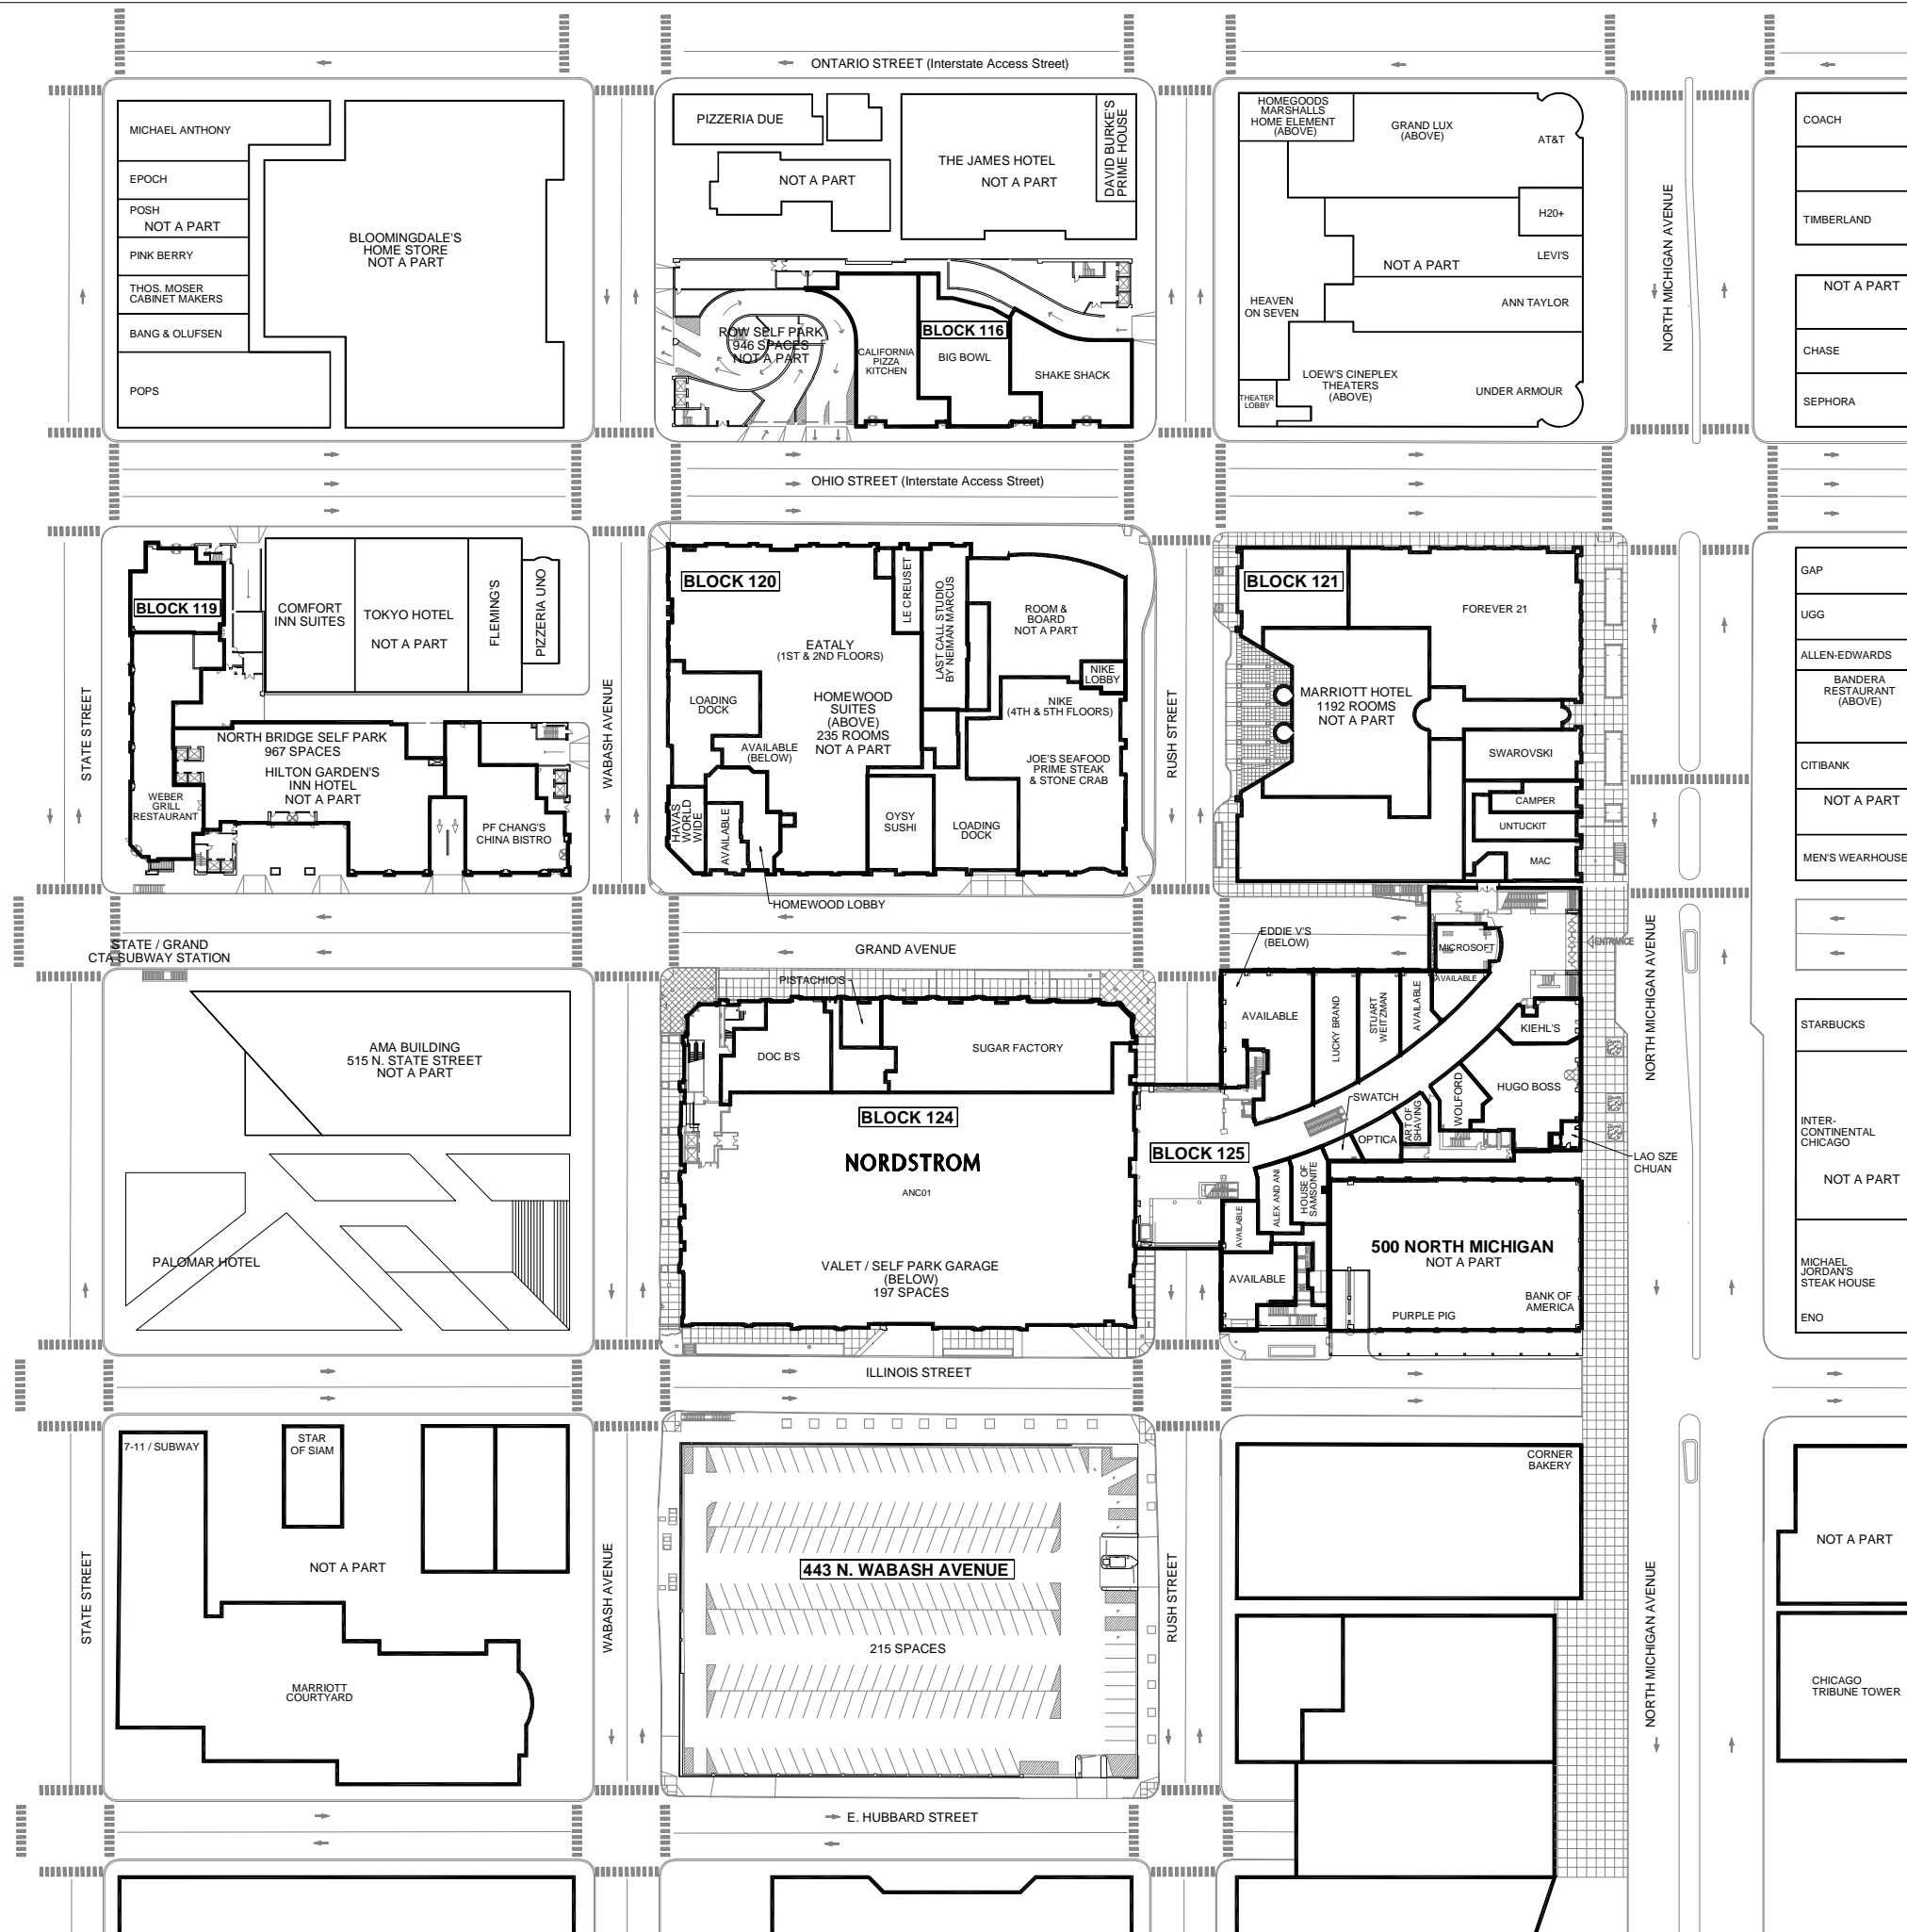 ONTARIO STREET (Interstate Access Street)
MICHAEL ANTHONY
EPOCH
POSH
NOT A PART
PINK BERRY
THOS. MOSER
CABINET MAKERS
BANG & OLUFSEN
POPS
BLOOMINGDALE'S
HOME STORE
NOT A PART
PIZZERIA DUE
NOT A PART
THE JAMES HOTEL
NOT A PART
DAVID BURKE'S
PRIME HOUSE
ROW SELF PARK
946 SPACES
NOT A PART
CALIFORNIA
PIZZA
KITCHEN
BLOCK 116
BIG BOWL
SHAKE SHACK
HOMEGOODS
MARSHALLS
HOME ELEMENT
(ABOVE)
GRAND LUX
(ABOVE)
AT&T
H20+
LEVI'S
NOT A PART
ANN TAYLOR
HEAVEN
ON SEVEN
LOEW'S CINEPLEX
THEATERS
(ABOVE)
THEATER
LOBBY
UNDER ARMOUR
NORTH MICHIGAN AVENUE
COACH
TIMBERLAND
NOT A PART
CHASE
SEPHORA
OHIO STREET (Interstate Access Street)
STATE STREET
BLOCK 119
COMFORT
INN SUITES
TOKYO HOTEL
NOT A PART
FLEMING'S
PIZZERIA UNO
NORTH BRIDGE SELF PARK
967 SPACES
HILTON GARDEN'S
INN HOTEL
NOT A PART
WEBER
GRILL
RESTAURANT
PF CHANG'S
CHINA BISTRO
WABASH AVENUE
BLOCK 120
LE CREUSET
LAST CALL STUDIO
BY NEIMAN MARCUS
ROOM &
BOARD
NOT A PART
EATALY
(1ST & 2ND FLOORS)
NIKE
LOBBY
LOADING
DOCK
HOMEWOOD
SUITES
(ABOVE)
235 ROOMS
NOT A PART
NIKE
(4TH & 5TH FLOORS)
AVAILABLE
(BELOW)
JOE'S SEAFOOD
PRIME STEAK
& STONE CRAB
HAVAS
WORLD
WIDE
AVAILABLE
OYSY
SUSHI
LOADING
DOCK
HOMEWOOD LOBBY
RUSH STREET
BLOCK 121
FOREVER 21
MARRIOTT HOTEL
1192 ROOMS
NOT A PART
SWAROVSKI
CAMPER
UNTUCKIT
MAC
GAP
UGG
ALLEN-EDWARDS
BANDERA
RESTAURANT
(ABOVE)
CITIBANK
NOT A PART
MEN'S WEARHOUSE
STATE / GRAND
CTA SUBWAY STATION
GRAND AVENUE
AMA BUILDING
515 N. STATE STREET
NOT A PART
PALOMAR HOTEL
PISTACHIO'S
DOC B'S
SUGAR FACTORY
BLOCK 124
NORDSTROM
ANC01
VALET / SELF PARK GARAGE
(BELOW)
197 SPACES
EDDIE V'S
(BELOW)
MICROSOFT
ENTRANCE
AVAILABLE
AVAILABLE
LUCKY BRAND
STUART
WEITZMAN
AVAILABLE
KIEHL'S
HUGO BOSS
WOLFORD
SWATCH
ART OF
SHAVING
OPTICA
BLOCK 125
LAO SZE
CHUAN
ALEX AND ANI
HOUSE OF
SAMSONITE
AVAILABLE
AVAILABLE
500 NORTH MICHIGAN
NOT A PART
BANK OF
AMERICA
PURPLE PIG
NORTH MICHIGAN AVENUE
STARBUCKS
INTER-
CONTINENTAL
CHICAGO
NOT A PART
MICHAEL
JORDAN'S
STEAK HOUSE
ENO
ILLINOIS STREET
STATE STREET
7-11 / SUBWAY
STAR
OF SIAM
NOT A PART
MARRIOTT
COURTYARD
WABASH AVENUE
443 N. WABASH AVENUE
215 SPACES
RUSH STREET
CORNER
BAKERY
NORTH MICHIGAN AVENUE
NOT A PART
CHICAGO
TRIBUNE TOWER
E. HUBBARD STREET